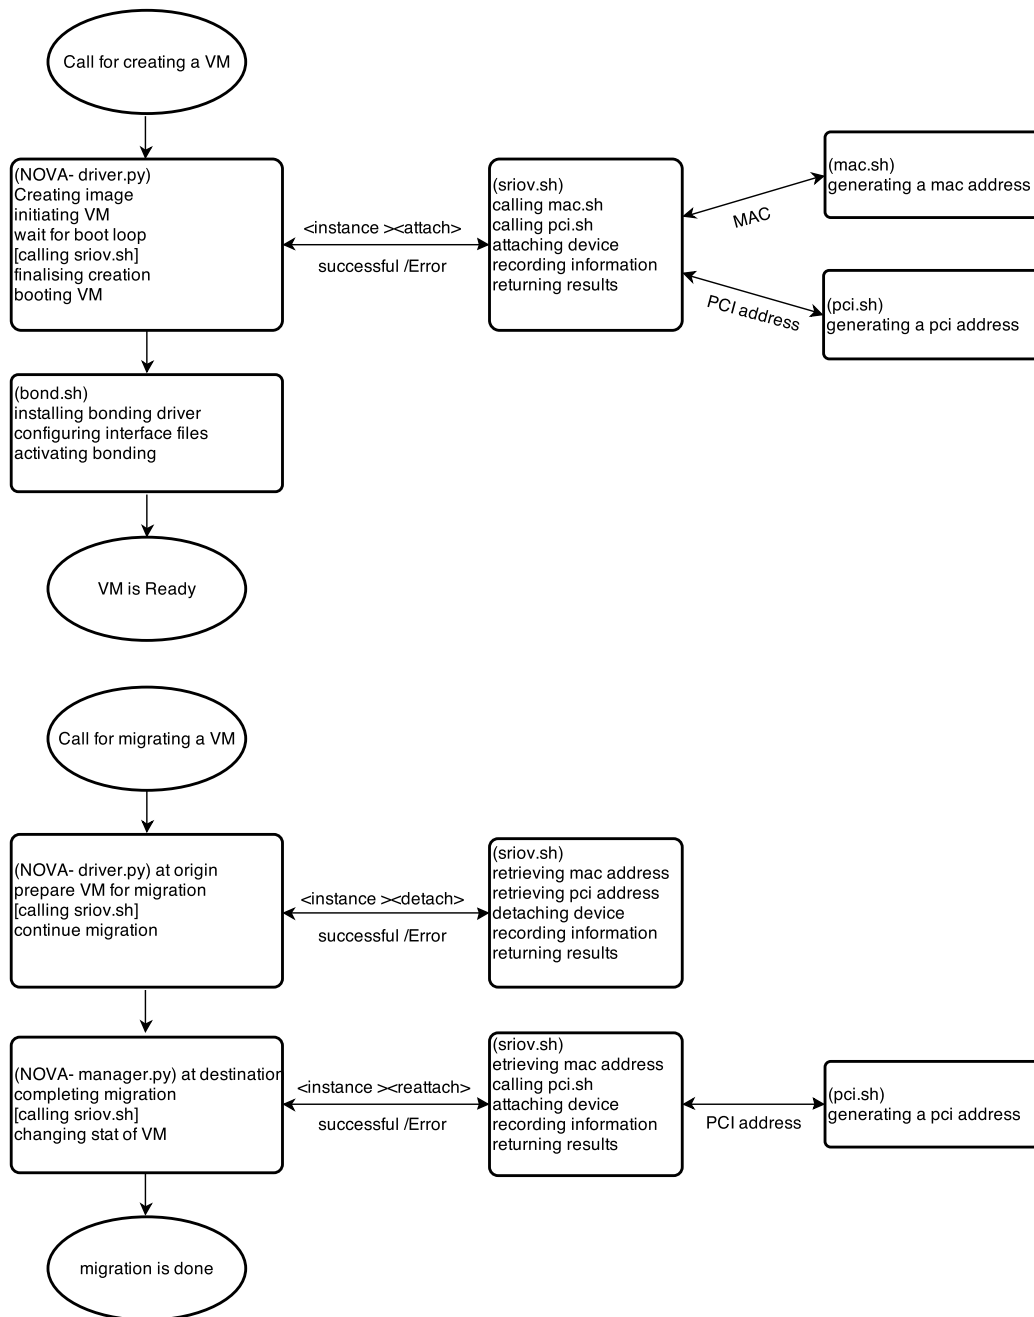 Call for creating a VM
(NOVA- driver.py)
Creating image
initiating VM
wait for boot loop
[calling sriov.sh]
finalising creation
booting VM
<instance ><attach>
successful /Error
(sriov.sh)
calling mac.sh
calling pci.sh
attaching device
recording information
returning results
MAC
(mac.sh)
generating a mac address
PCI address
(pci.sh)
generating a pci address
(bond.sh)
installing bonding driver
configuring interface files
activating bonding
VM is Ready
Call for migrating a VM
(NOVA- driver.py) at origin
prepare VM for migration
[calling sriov.sh]
continue migration
<instance ><detach>
successful /Error
(sriov.sh)
retrieving mac address
retrieving pci address
detaching device
recording information
returning results
(NOVA- manager.py) at destination
completing migration
[calling sriov.sh]
changing stat of VM
<instance ><reattach>
successful /Error
(sriov.sh)
etrieving mac address
calling pci.sh
attaching device
recording information
returning results
PCI address
(pci.sh)
generating a pci address
migration is done